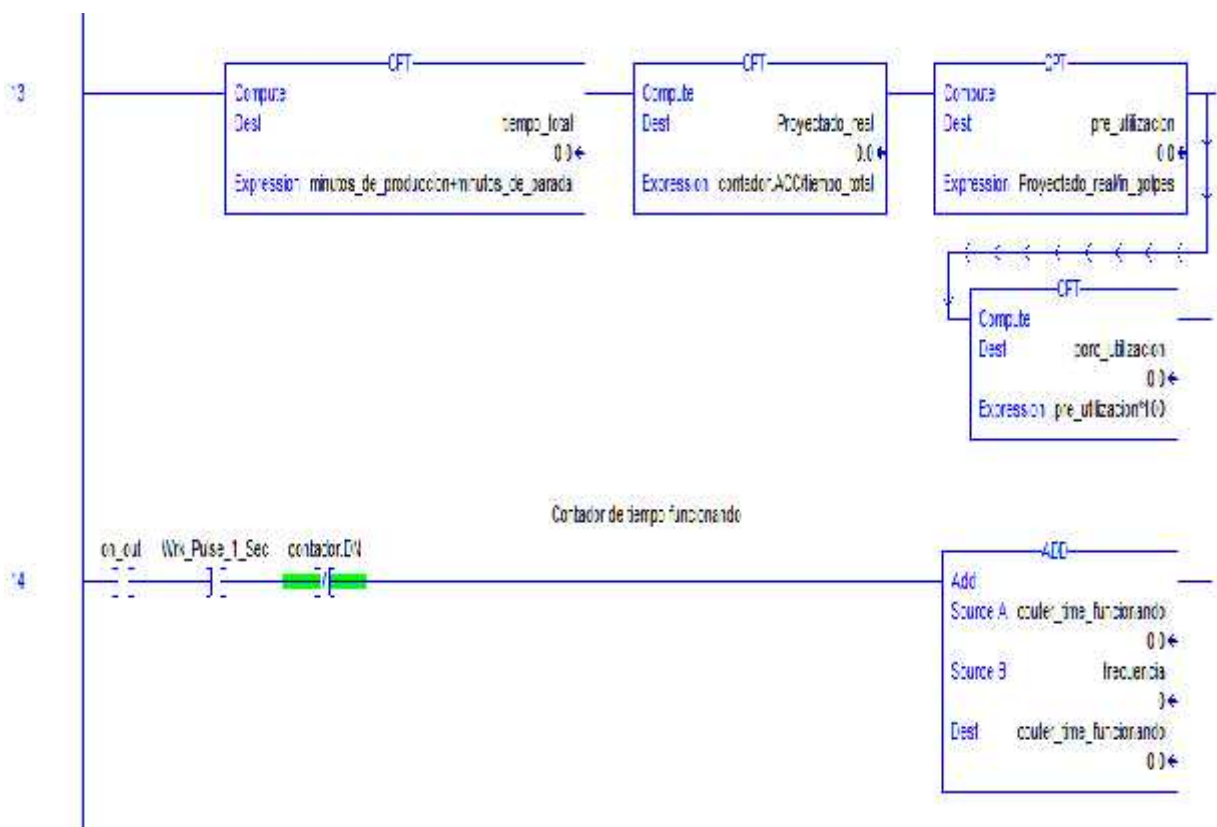 13
CPT
Compute
Dest tiempo_total
0.0
Expression minutos_de_produccion+minutos_de_parada
CPT
Compute
Dest Proyectado_real
0.0
Expression contador.ACC/tiempo_total
CPT
Compute
Dest pre_utilizacion
0.0
Expression Proyectado_real/in_golpes
CPT
Compute
Dest porc_utilizacion
0.0
Expression pre_utilizacion*100
Contador de tiempo funcionando
14
on_out Wrk_Pulse_1_Sec contador.DN
ADD
Add
Source A couter_time_funcionando
0.0
Source B frecuencia
0
Dest couter_time_funcionando
0.0